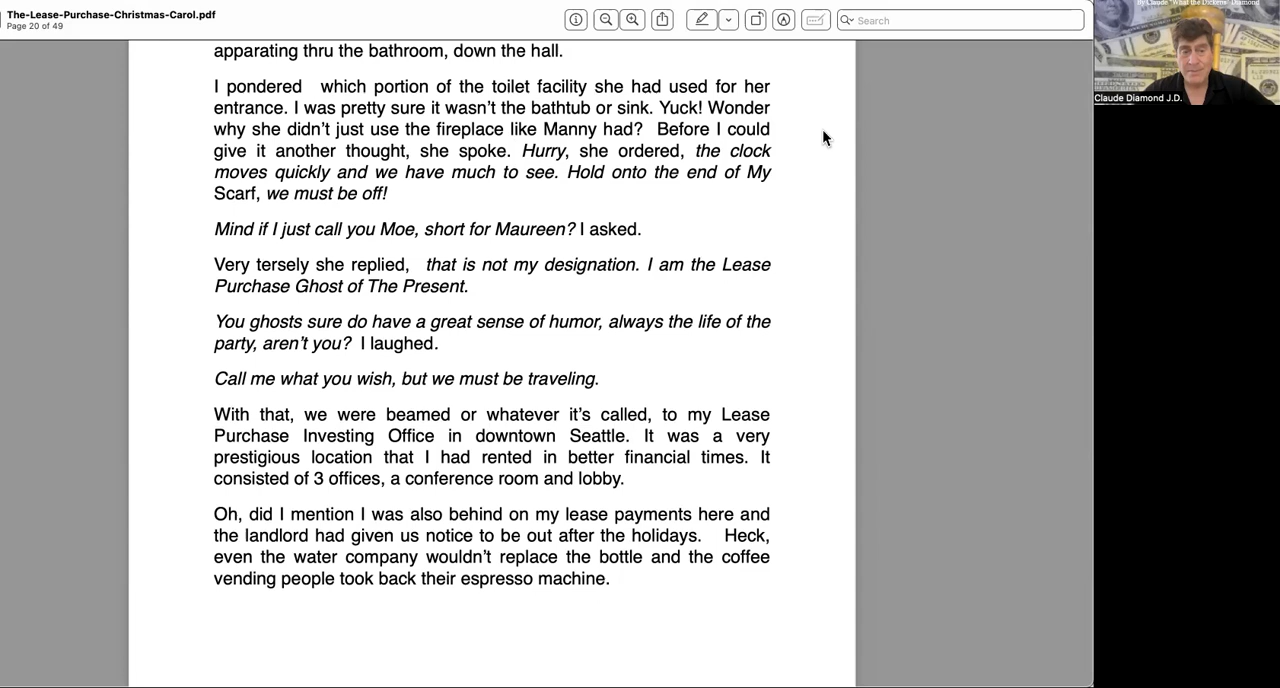 The-Lease-Purchase-Christmas-Carol.pdf
Page 20 of 49
Search
by Claude "What the Dickens" Diamond
Claude Diamond J.D.
apparating thru the bathroom, down the hall.
I pondered which portion of the toilet facility she had used for her
entrance. I was pretty sure it wasn't the bathtub or sink. Yuck! Wonder
why she didn't just use the fireplace like Manny had? Before I could
give it another thought, she spoke. Hurry, she ordered, the clock
moves quickly and we have much to see. Hold onto the end of My
Scarf, we must be off!
Mind if I just call you Moe, short for Maureen? I asked.
Very tersely she replied, that is not my designation. I am the Lease
Purchase Ghost of The Present.
You ghosts sure do have a great sense of humor, always the life of the
party, aren't you? I laughed.
Call me what you wish, but we must be traveling.
With that, we were beamed or whatever it's called, to my Lease
Purchase Investing Office in downtown Seattle. It was a very
prestigious location that I had rented in better financial times. It
consisted of 3 offices, a conference room and lobby.
Oh, did I mention I was also behind on my lease payments here and
the landlord had given us notice to be out after the holidays. Heck,
even the water company wouldn't replace the bottle and the coffee
vending people took back their espresso machine.